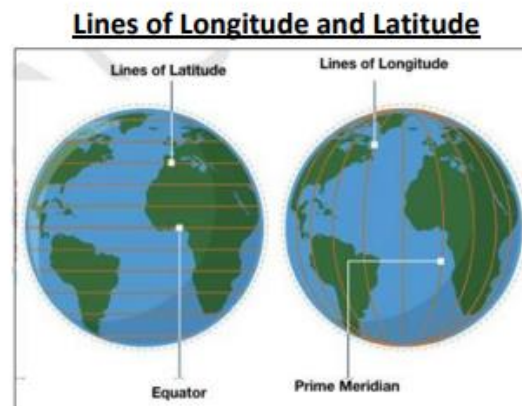 Lines of Longitude and Latitude
Lines of Latitude
Lines of Longitude
Equator
Prime Meridian